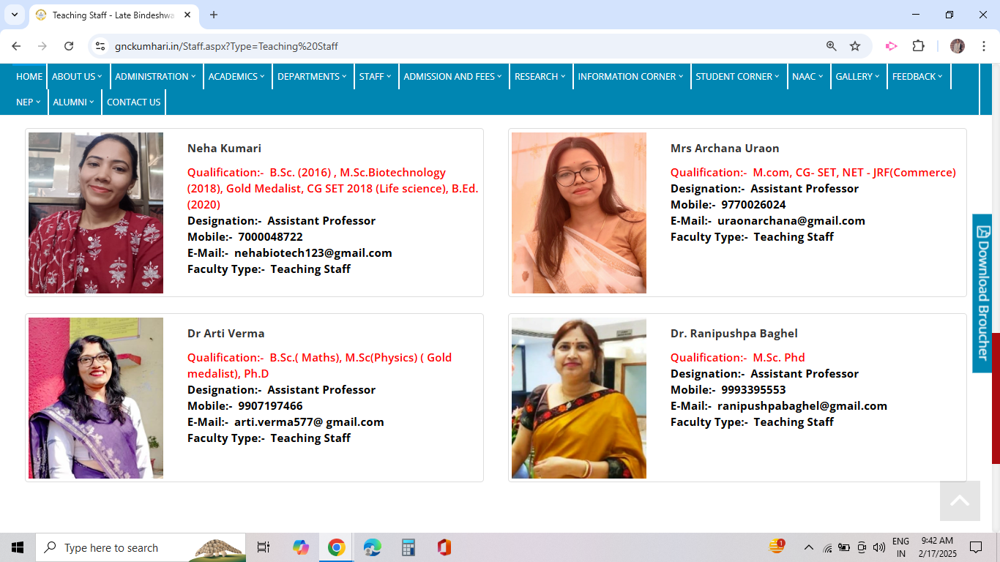 Teaching Staff - Late Bindeshwa
gnckumhari.in/Staff.aspx?Type=Teaching%20Staff
HOME ABOUT US ADMINISTRATION ACADEMICS DEPARTMENTS STAFF ADMISSION AND FEES RESEARCH INFORMATION CORNER STUDENT CORNER NAAC GALLERY FEEDBACK
NEP ALUMNI CONTACT US
Neha Kumari
Qualification:- B.Sc. (2016) , M.Sc.Biotechnology
(2018), Gold Medalist, CG SET 2018 (Life science), B.Ed.
(2020)
Designation:- Assistant Professor
Mobile:- 7000048722
E-Mail:- nehabiotech123@gmail.com
Faculty Type:- Teaching Staff
Mrs Archana Uraon
Qualification:- M.com, CG- SET, NET - JRF(Commerce)
Designation:- Assistant Professor
Mobile:- 9770026024
E-Mail:- uraonarchana@gmail.com
Faculty Type:- Teaching Staff
Dr Arti Verma
Qualification:- B.Sc.( Maths), M.Sc(Physics) ( Gold
medalist), Ph.D
Designation:- Assistant Professor
Mobile:- 9907197466
E-Mail:- arti.verma577@ gmail.com
Faculty Type:- Teaching Staff
Dr. Ranipushpa Baghel
Qualification:- M.Sc. Phd
Designation:- Assistant Professor
Mobile:- 9993395553
E-Mail:- ranipushpabaghel@gmail.com
Faculty Type:- Teaching Staff
Download Broucher
Type here to search
1
ENG
IN
9:42 AM
2/17/2025